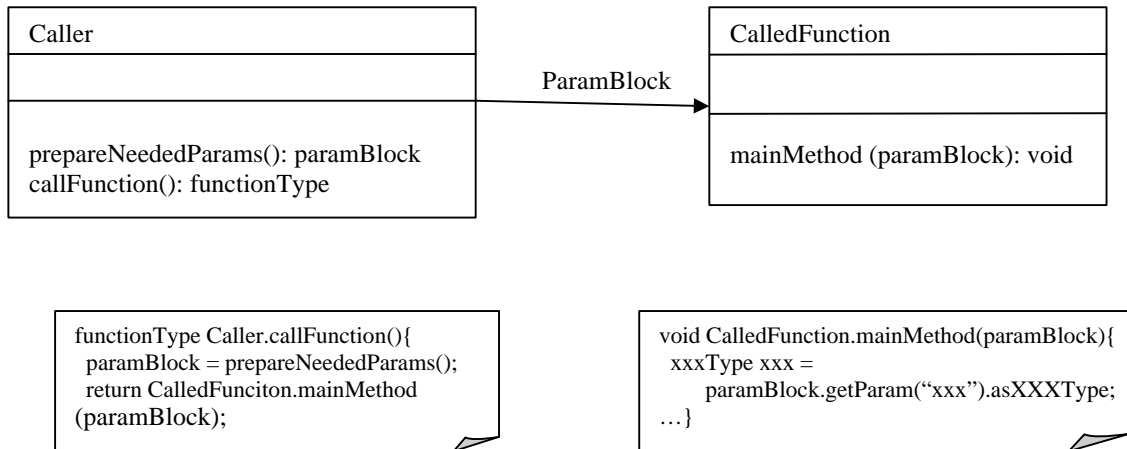 Caller
prepareNeededParams(): paramBlock
callFunction(): functionType
ParamBlock
CalledFunction
mainMethod (paramBlock): void
functionType Caller.callFunction(){
paramBlock = prepareNeededParams();
return CalledFunciton.mainMethod
(paramBlock);
void CalledFunction.mainMethod(paramBlock){
xxxType xxx =
paramBlock.getParam(“xxx”).asXXXType;
…}